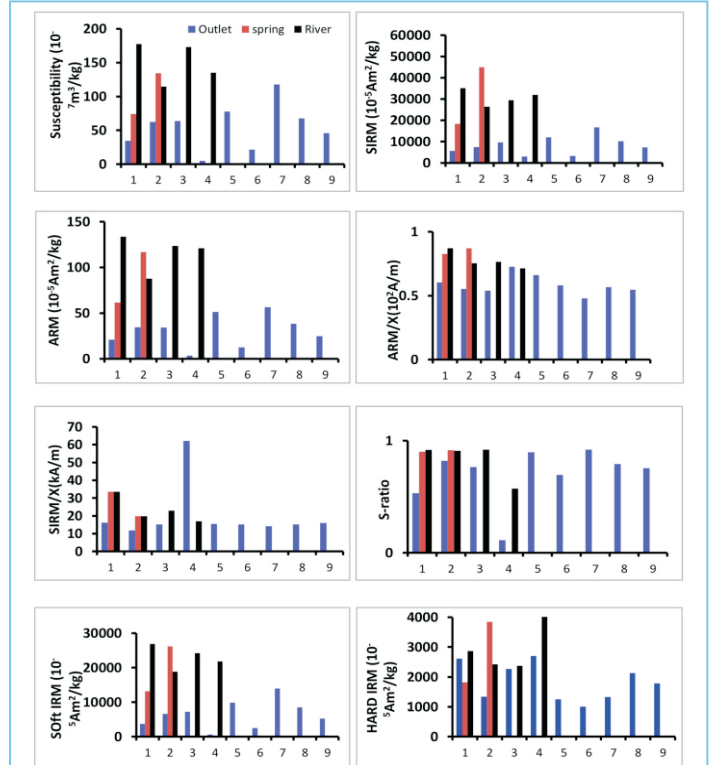 Outlet spring River
Susceptibility (10-
7m³/kg)
200
150
100
50
0
1 2 3 4 5 6 7 8 9
SIRM (10-5Am²/kg)
60000
50000
40000
30000
20000
10000
0
1 2 3 4 5 6 7 8 9
ARM (10-5Am²/kg)
150
100
50
0
1 2 3 4 5 6 7 8 9
ARM/X(10²A/m)
1
0.5
0
1 2 3 4 5 6 7 8 9
SIRM/X(kA/m)
70
60
50
40
30
20
10
0
1 2 3 4 5 6 7 8 9
S-ratio
1
0
1 2 3 4 5 6 7 8 9
SOft IRM (10-
5Am²/kg)
30000
20000
10000
0
1 2 3 4 5 6 7 8 9
HARD IRM (10-
5Am²/kg)
4000
3000
2000
1000
0
1 2 3 4 5 6 7 8 9